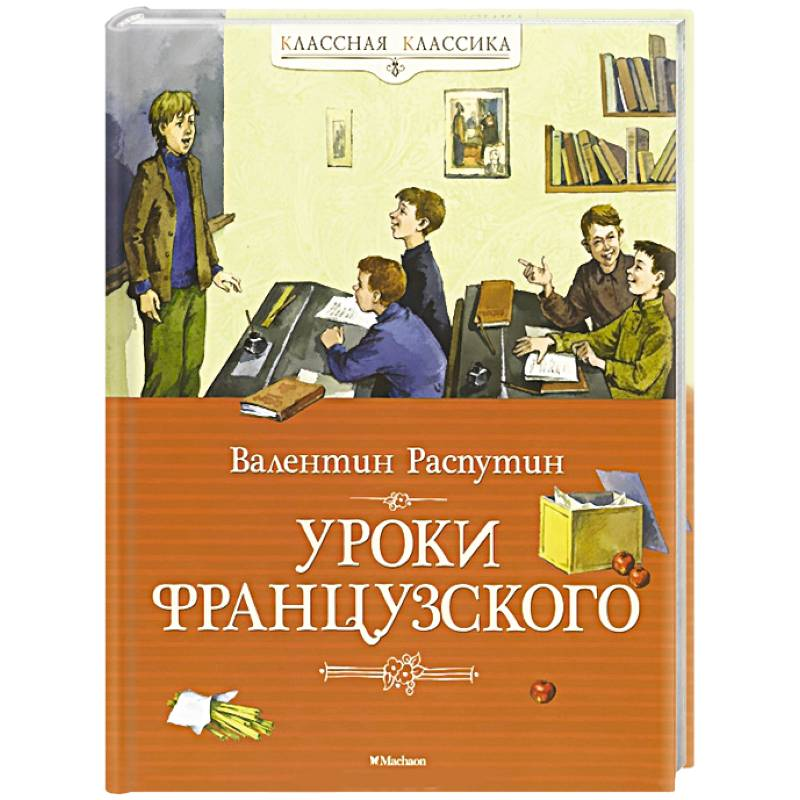 Классная Классика
Валентин Распутин
УРОКИ
ФРАНЦУЗСКОГО
Machaon